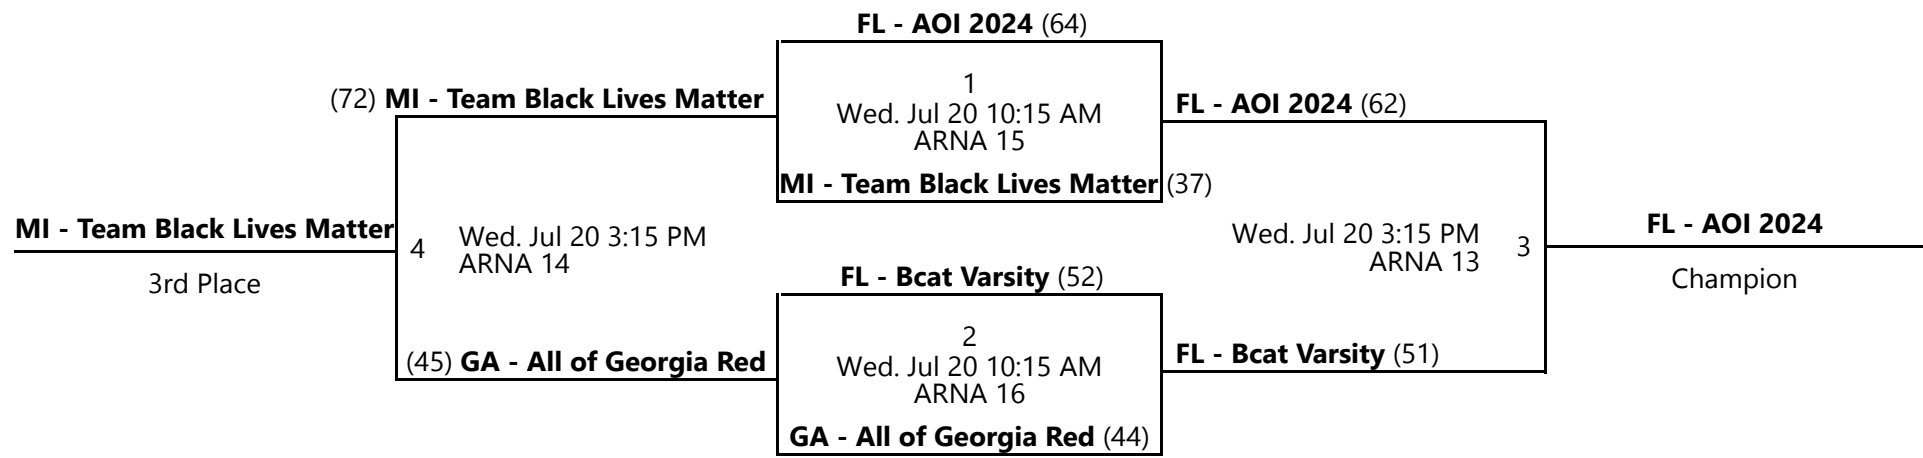 FL - AOI 2024 (64)
1
Wed. Jul 20 10:15 AM
ARNA 15
MI - Team Black Lives Matter (37)
(72) MI - Team Black Lives Matter
FL - AOI 2024 (62)
MI - Team Black Lives Matter
3rd Place
4
Wed. Jul 20 3:15 PM
ARNA 14
Wed. Jul 20 3:15 PM
ARNA 13
3
FL - AOI 2024
Champion
FL - Bcat Varsity (52)
2
Wed. Jul 20 10:15 AM
ARNA 16
GA - All of Georgia Red (44)
(45) GA - All of Georgia Red
FL - Bcat Varsity (51)